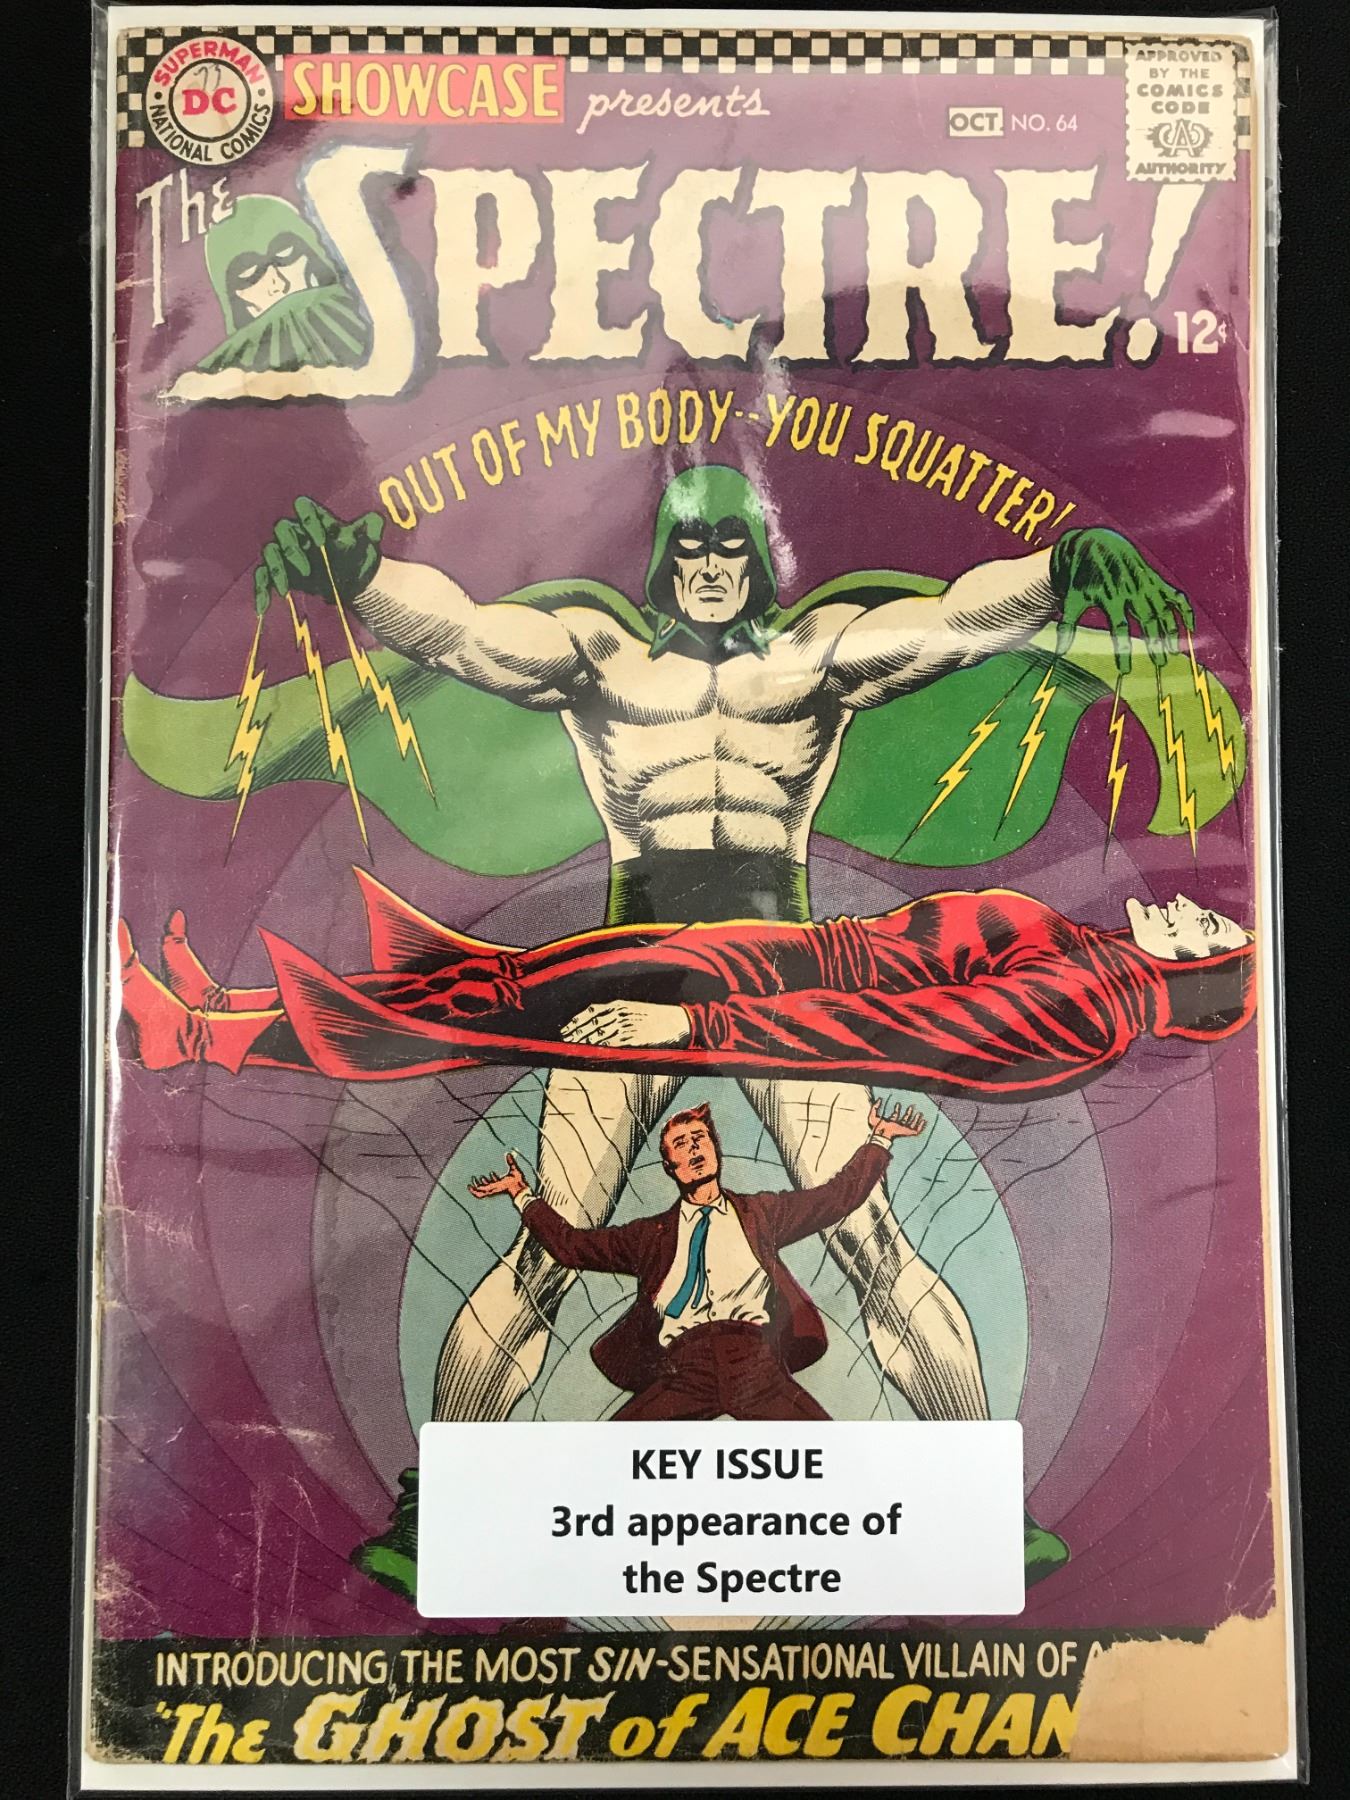 SUPERMAN
DC
NATIONAL COMICS
SHOWCASE presents
OCT. NO. 64
APPROVED
BY THE
COMICS
CODE
AUTHORITY
The SPECTRE!
12¢
OUT OF MY BODY--YOU SQUATTER!
KEY ISSUE
3rd appearance of
the Spectre
INTRODUCING THE MOST SIN-SENSATIONAL VILLAIN OF
'The GHOST of ACE CHAN